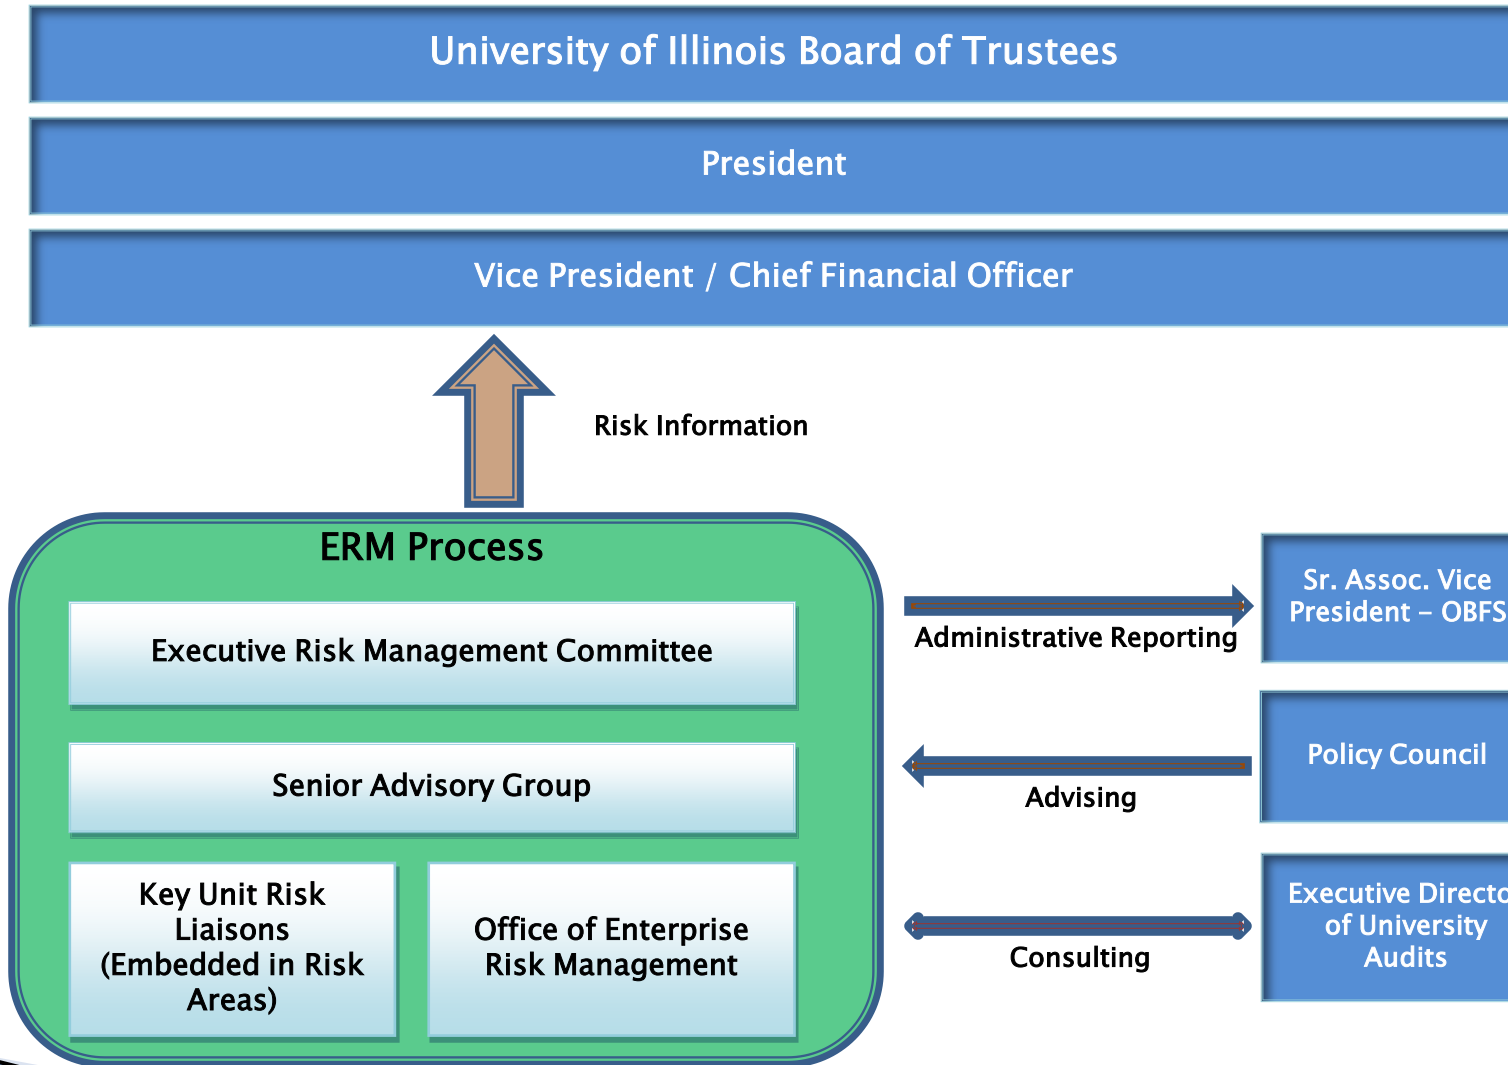 University of Illinois Board of Trustees
President
Vice President / Chief Financial Officer
Risk Information
ERM Process
Executive Risk Management Committee
Senior Advisory Group
Key Unit Risk
Liaisons
(Embedded in Risk
Areas)
Office of Enterprise
Risk Management
Administrative Reporting
Advising
Consulting
Sr. Assoc. Vice
President – OBFS
Policy Council
Executive Directo
of University
Audits